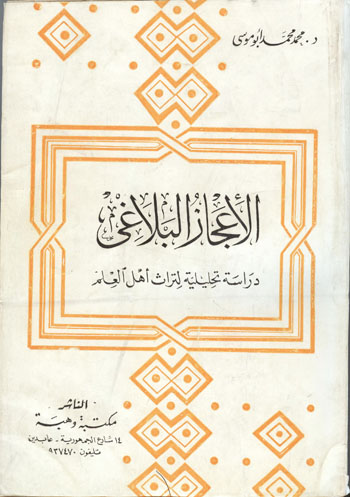 د. محمد محمد أبو موسى
الإعجاز البلاغى
دراسة تحليلية لتراث أهل العلم
الناشر
مكتبة وهبة
١٤ شارع الجمهورية - عابدين
تليفون ٩٣٧٤٧٠